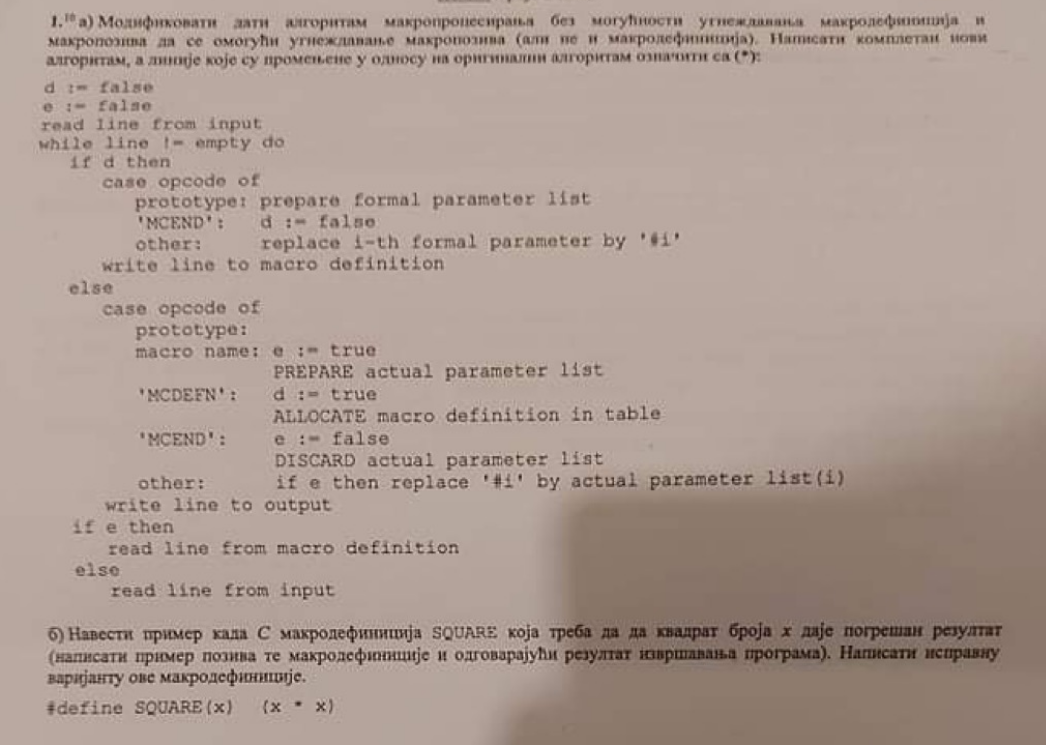 1.¹⁰ а) Модификовати дати алгоритам макропроцесирања без могућности угнеждавања макродефиниција и
макропозива да се омогући угнеждавање макропозива (али не и макродефиниција). Написати комплетан нови
алгоритам, а линије које су промењене у односу на оригинални алгоритам означити са (*):
d := false
e := false
read line from input
while line != empty do
if d then
case opcode of
prototype: prepare formal parameter list
'MCEND': d := false
other: replace i-th formal parameter by '#i'
write line to macro definition
else
case opcode of
prototype:
macro name: e := true
PREPARE actual parameter list
'MCDEFN': d := true
ALLOCATE macro definition in table
'MCEND': e := false
DISCARD actual parameter list
other: if e then replace '#i' by actual parameter list(i)
write line to output
if e then
read line from macro definition
else
read line from input
б) Навести пример када C макродефиниција SQUARE која треба да да квадрат броја x даје погрешан резултат
(написати пример позива те макродефиниције и одговарајући резултат извршавања програма). Написати исправну
варијанту ове макродефиниције.
#define SQUARE(x) (x * x)